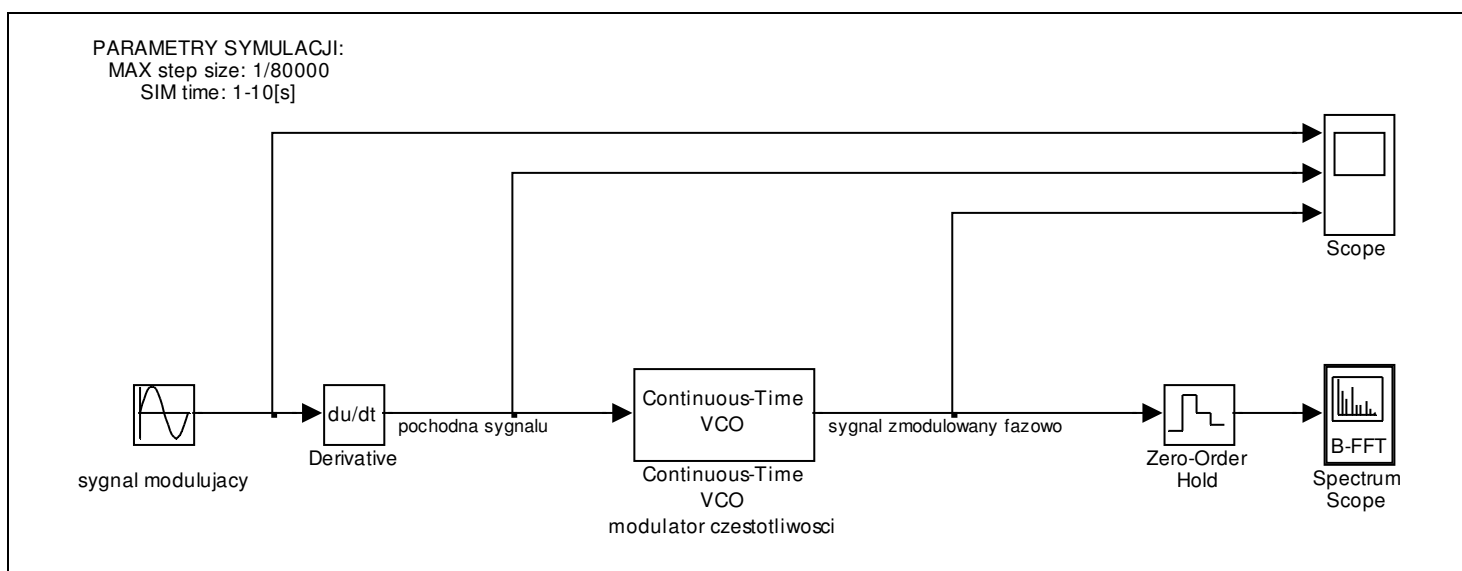 PARAMETRY SYMULACJI:
MAX step size: 1/80000
SIM time: 1-10[s]
Scope
sygnal modulujacy
du/dt
Derivative
pochodna sygnalu
Continuous-Time
VCO
Continuous-Time
VCO
modulator czestotliwosci
sygnal zmodulowany fazowo
Zero-Order
Hold
B-FFT
Spectrum
Scope